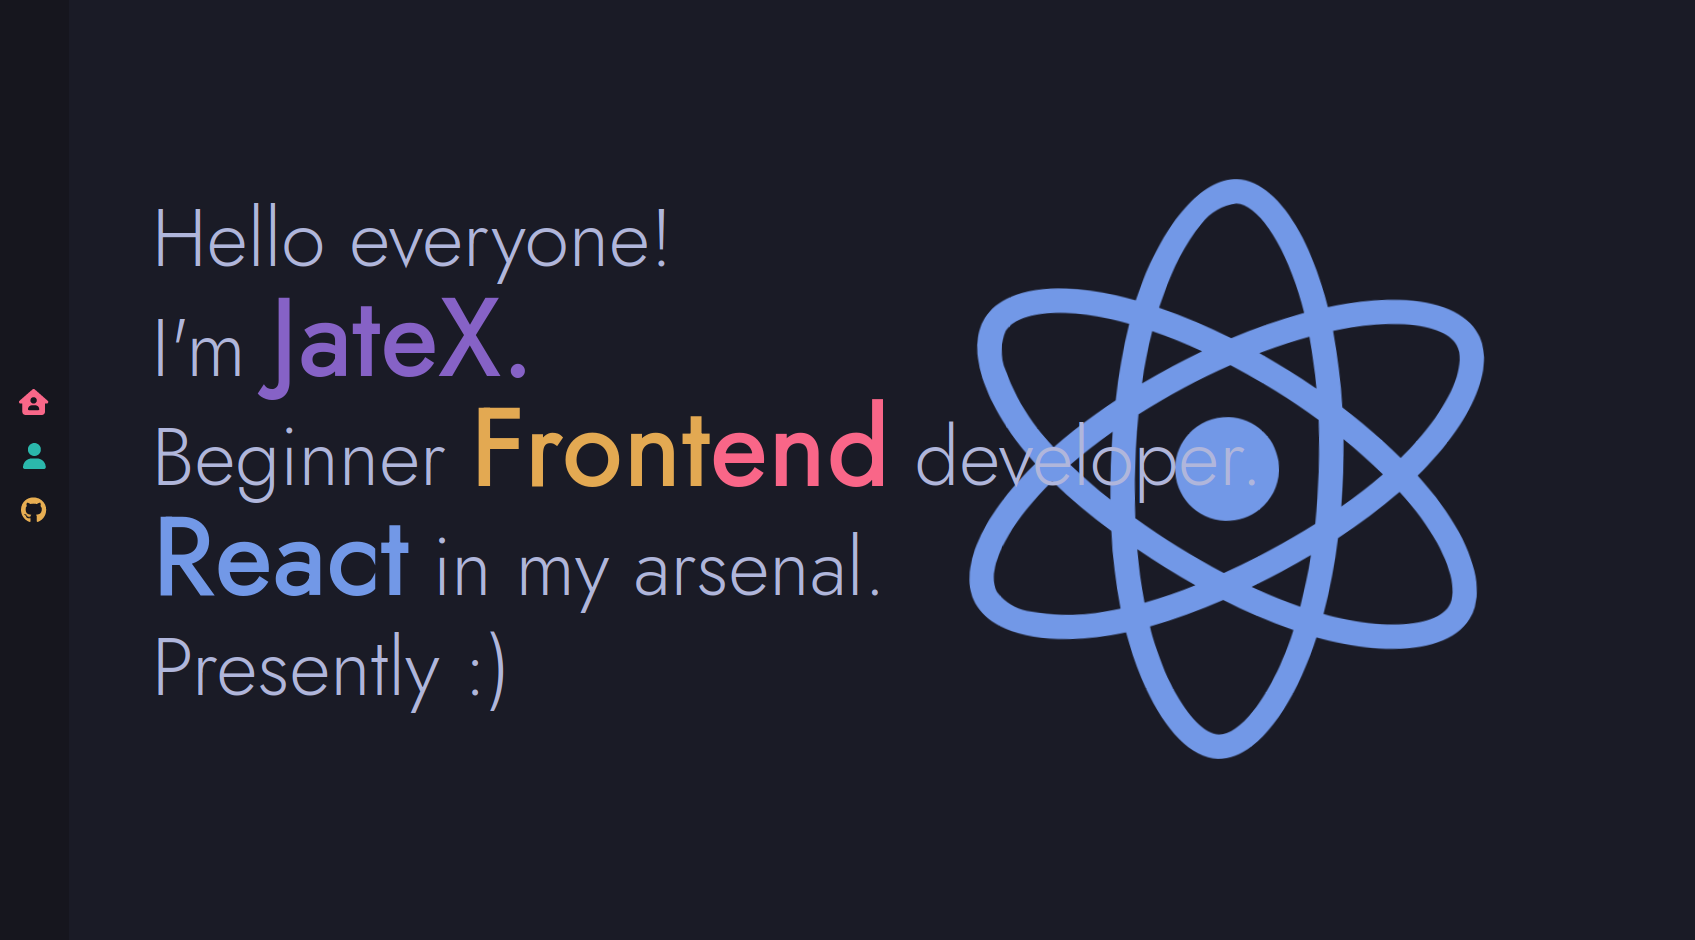 Hello everyone!
I'm JateX.
Beginner Frontend developer.
React in my arsenal.
Presently :)